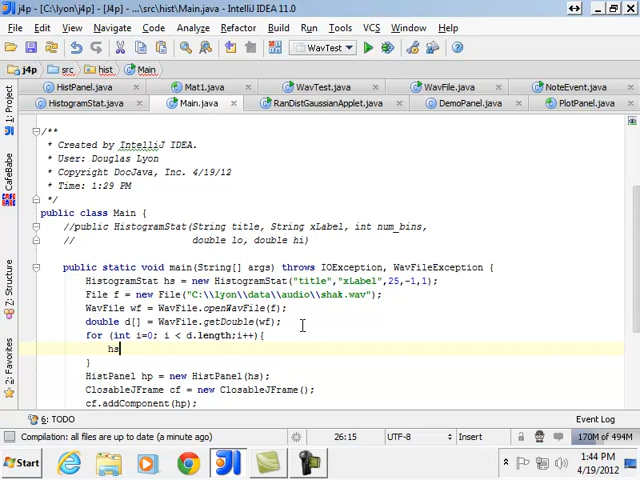 j4p - [C:\lyon\j4p] - [J4p] - ...\src\hist\Main.java - IntelliJ IDEA 11.0
File Edit View Navigate Code Analyze Refactor Build Run Tools VCS Window Help
WavTest
j4p src hist Main
HistPanel.java Mat1.java WavTest.java WavFile.java NoteEvent.java
HistogramStat.java Main.java RanDistGaussianApplet.java DemoPanel.java PlotPanel.java
1: Project
CafeBabe
Z: Structure
2: Favorites
/**
* Created by IntelliJ IDEA.
* User: Douglas Lyon
* Copyright DocJava, Inc. 4/19/12
* Time: 1:29 PM
*/
public class Main {
//public HistogramStat(String title, String xLabel, int num_bins,
// double lo, double hi)
public static void main(String[] args) throws IOException, WavFileException {
HistogramStat hs = new HistogramStat("title","xLabel",25,-1,1);
File f = new File("C:\\lyon\\data\\audio\\shak.wav");
WavFile wf = WavFile.openWavFile(f);
double d[] = WavFile.getDouble(wf);
for (int i=0; i < d.length;i++){
hs
}
HistPanel hp = new HistPanel(hs);
ClosableJFrame cf = new ClosableJFrame();
cf.addComponent(hp);
6: TODO Event Log
Compilation: all files are up to date (a minute ago) 26:15 UTF-8 Insert 170M of 494M
Start 1:44 PM
4/19/2012